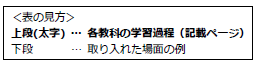 <表の見方>
上段(太字) … 各教科の学習過程（記載ページ）
下段 … 取り入れた場面の例